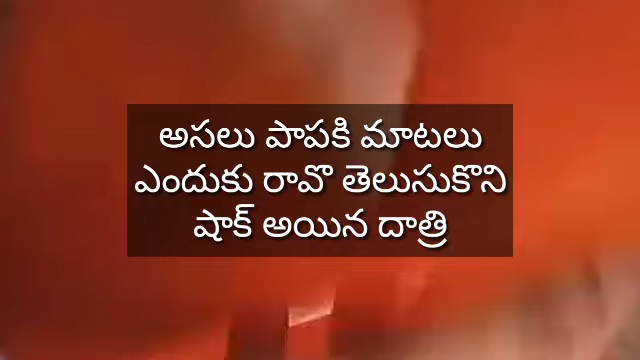 అసలు పాపకి మాటలు
ఎందుకు రావొ తెలుసుకొని
షాక్ అయిన దాత్రి